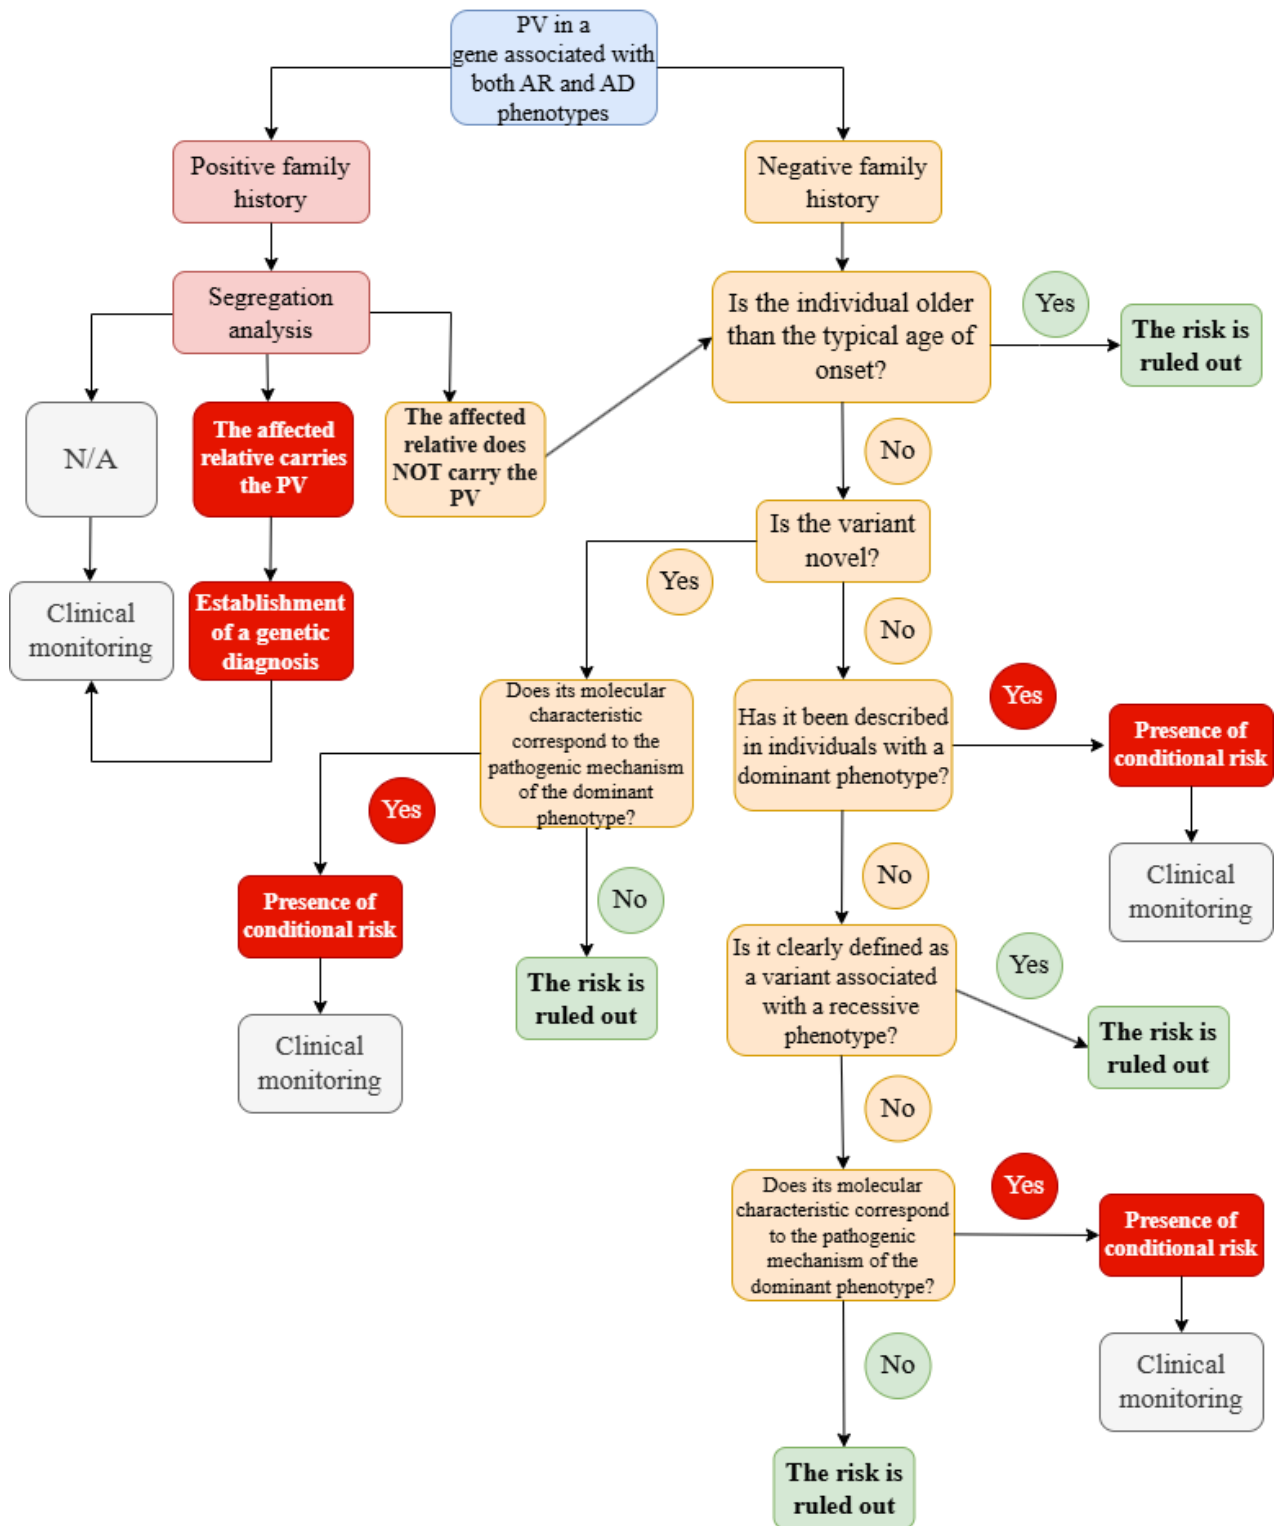 PV in a
gene associated with
both AR and AD
phenotypes
Positive family
history
Negative family
history
Segregation
analysis
Is the individual older
than the typical age of
onset?
Yes
The risk is
ruled out
N/A
The affected
relative carries
the PV
The affected
relative does
NOT carry the
PV
No
Is the variant
novel?
Yes
No
Clinical
monitoring
Establishment
of a genetic
diagnosis
Does its molecular
characteristic
correspond to the
pathogenic mechanism
of the dominant
phenotype?
Has it been described
in individuals with a
dominant phenotype?
Yes
Presence of
conditional risk
Yes
Clinical
monitoring
No
No
Presence of
conditional risk
The risk is
ruled out
Is it clearly defined as
a variant associated
with a recessive
phenotype?
Yes
The risk is
ruled out
Clinical
monitoring
No
Does its molecular
characteristic correspond
to the pathogenic
mechanism of the
dominant phenotype?
Yes
Presence of
conditional risk
No
Clinical
monitoring
The risk is
ruled out